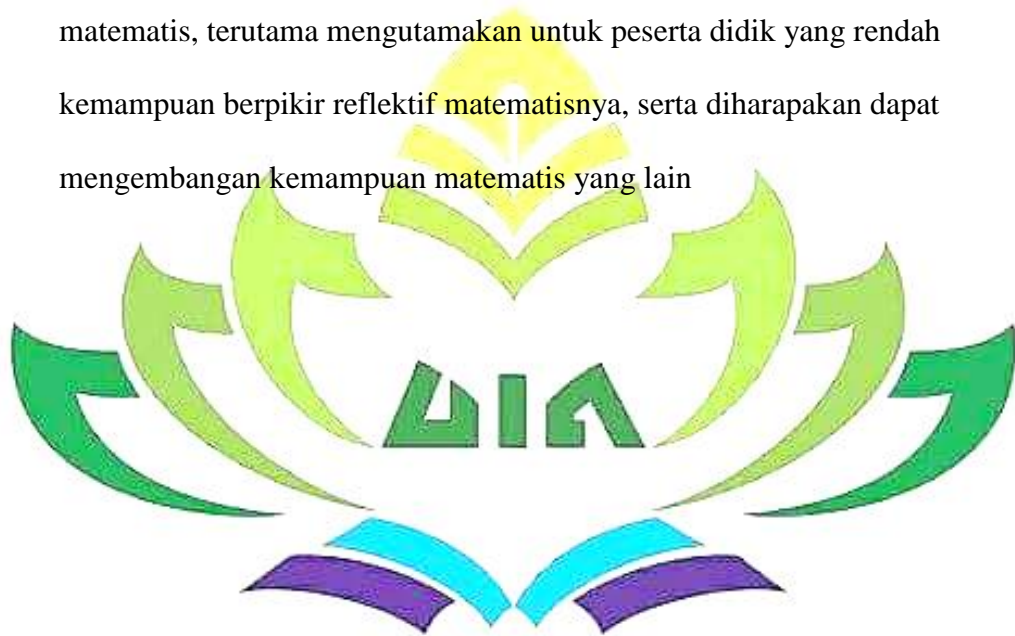 matematis, terutama mengutamakan untuk peserta didik yang rendah
kemampuan berpikir reflektif matematisnya, serta diharapakan dapat
mengembangan kemampuan matematis yang lain
UIN